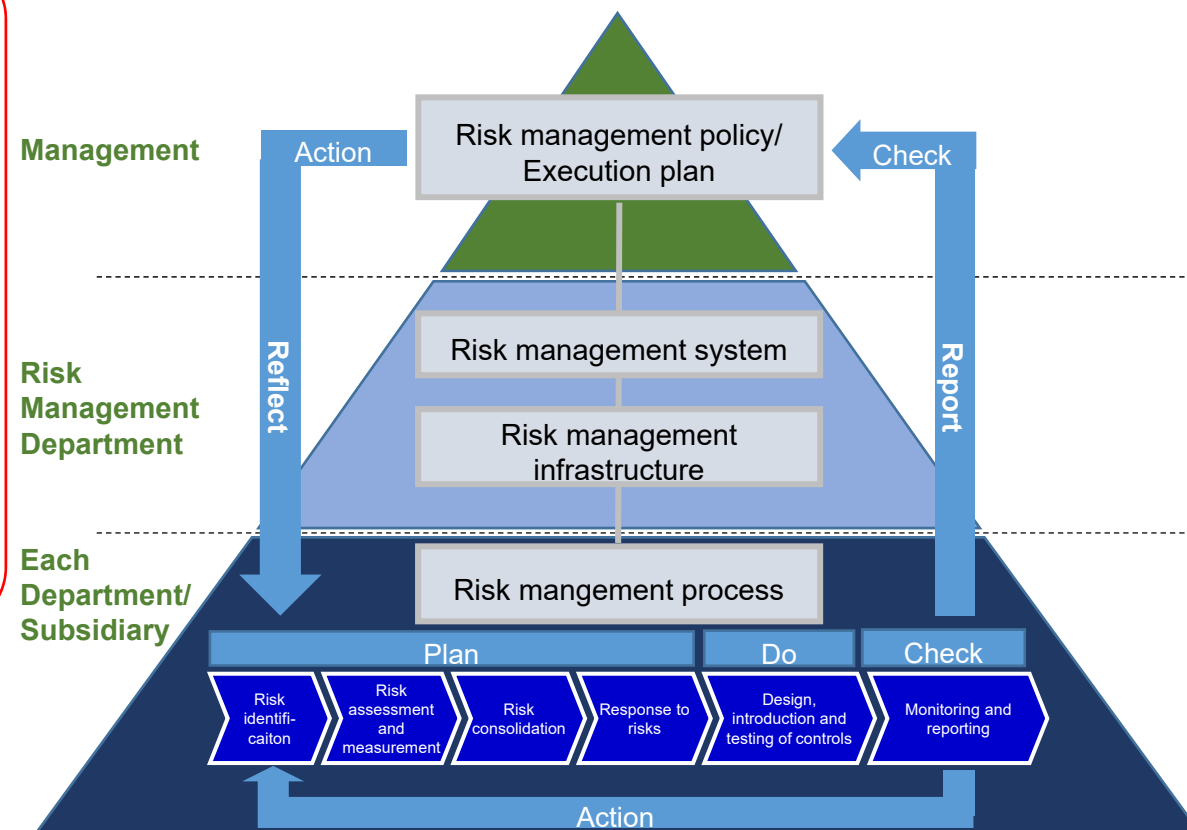 Management
Action
Risk management policy/
Execution plan
Check
Risk
Management
Department
Reflect
Risk management system
Risk management
infrastructure
Report
Each
Department/
Subsidiary
Risk mangement process
Plan
Do
Check
Risk
identifi-
caiton
Risk
assessment
and
measurement
Risk
consolidation
Response to
risks
Design,
introduction and
testing of controls
Monitoring and
reporting
Action